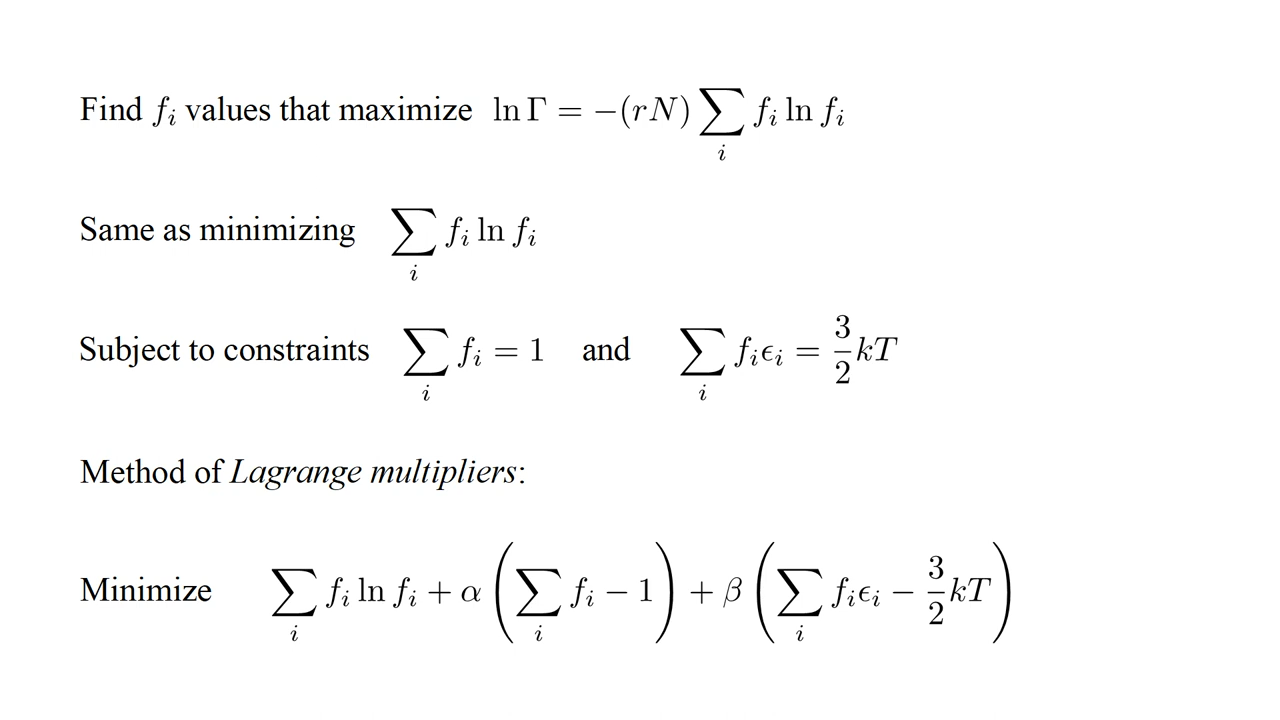 Find $f_i$ values that maximize $\ln \Gamma = -(rN) \sum_i f_i \ln f_i$
Same as minimizing $\sum_i f_i \ln f_i$
Subject to constraints $\sum_i f_i = 1$ and $\sum_i f_i \epsilon_i = \frac{3}{2} kT$
Method of Lagrange multipliers:
Minimize $\sum_i f_i \ln f_i + \alpha \left( \sum_i f_i - 1 \right) + \beta \left( \sum_i f_i \epsilon_i - \frac{3}{2} kT \right)$